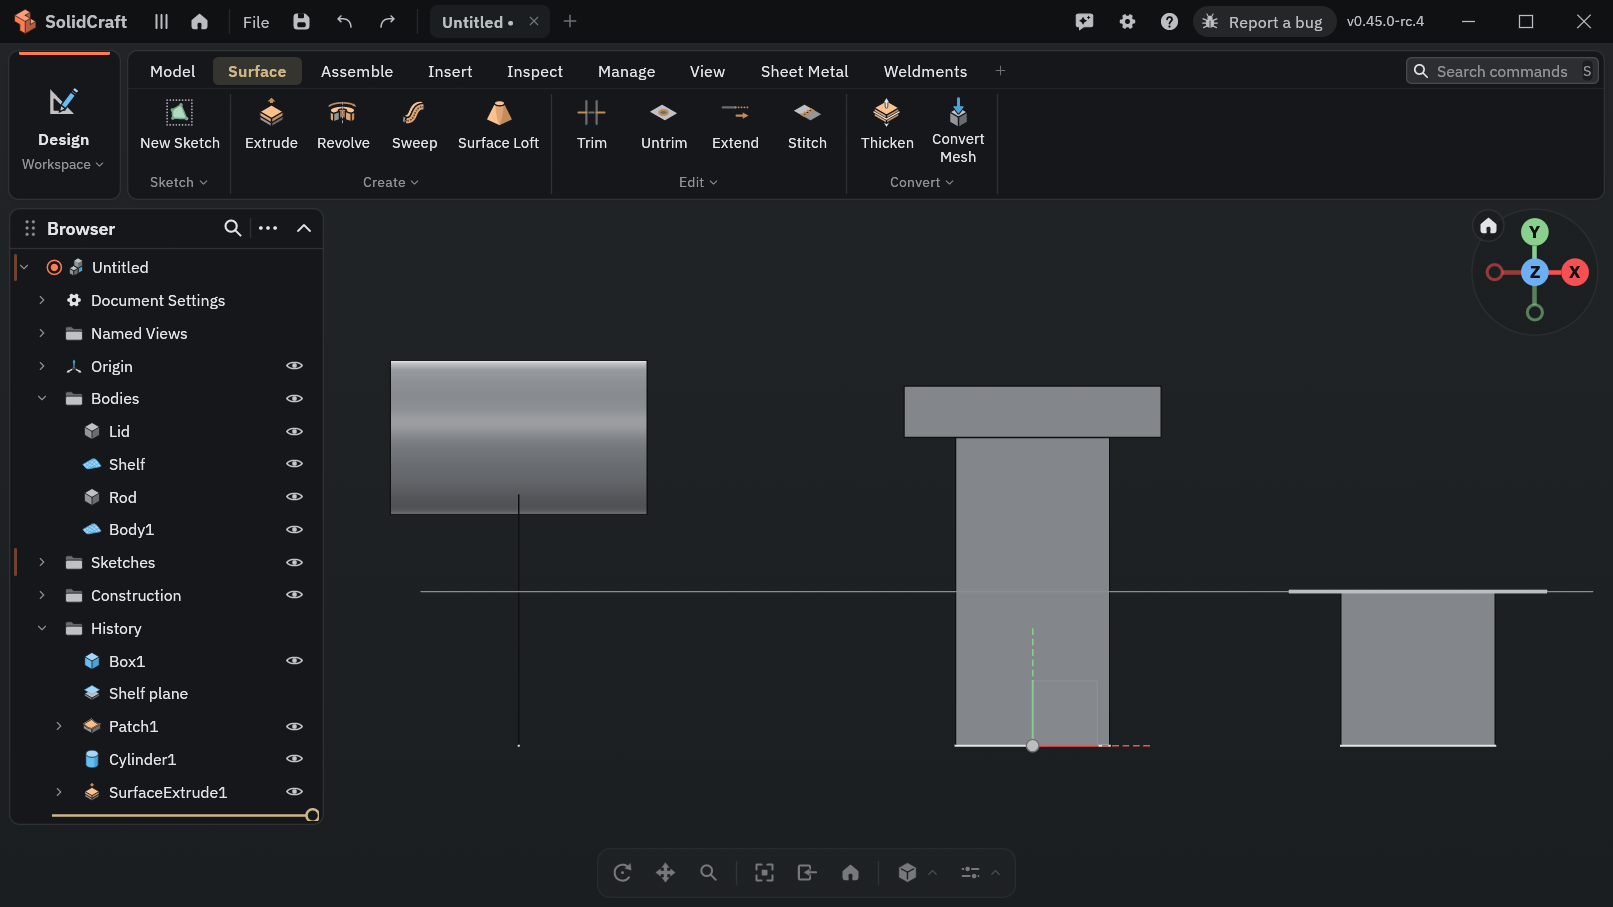 SolidCraft
File
Untitled •
Report a bug
v0.45.0-rc.4
Design
Workspace
Model
Surface
Assemble
Insert
Inspect
Manage
View
Sheet Metal
Weldments
Search commands
S
New Sketch
Extrude
Revolve
Sweep
Surface Loft
Trim
Untrim
Extend
Stitch
Thicken
Convert
Mesh
Sketch
Create
Edit
Convert
Browser
Untitled
Document Settings
Named Views
Origin
Bodies
Lid
Shelf
Rod
Body1
Sketches
Construction
History
Box1
Shelf plane
Patch1
Cylinder1
SurfaceExtrude1
Y
Z
X